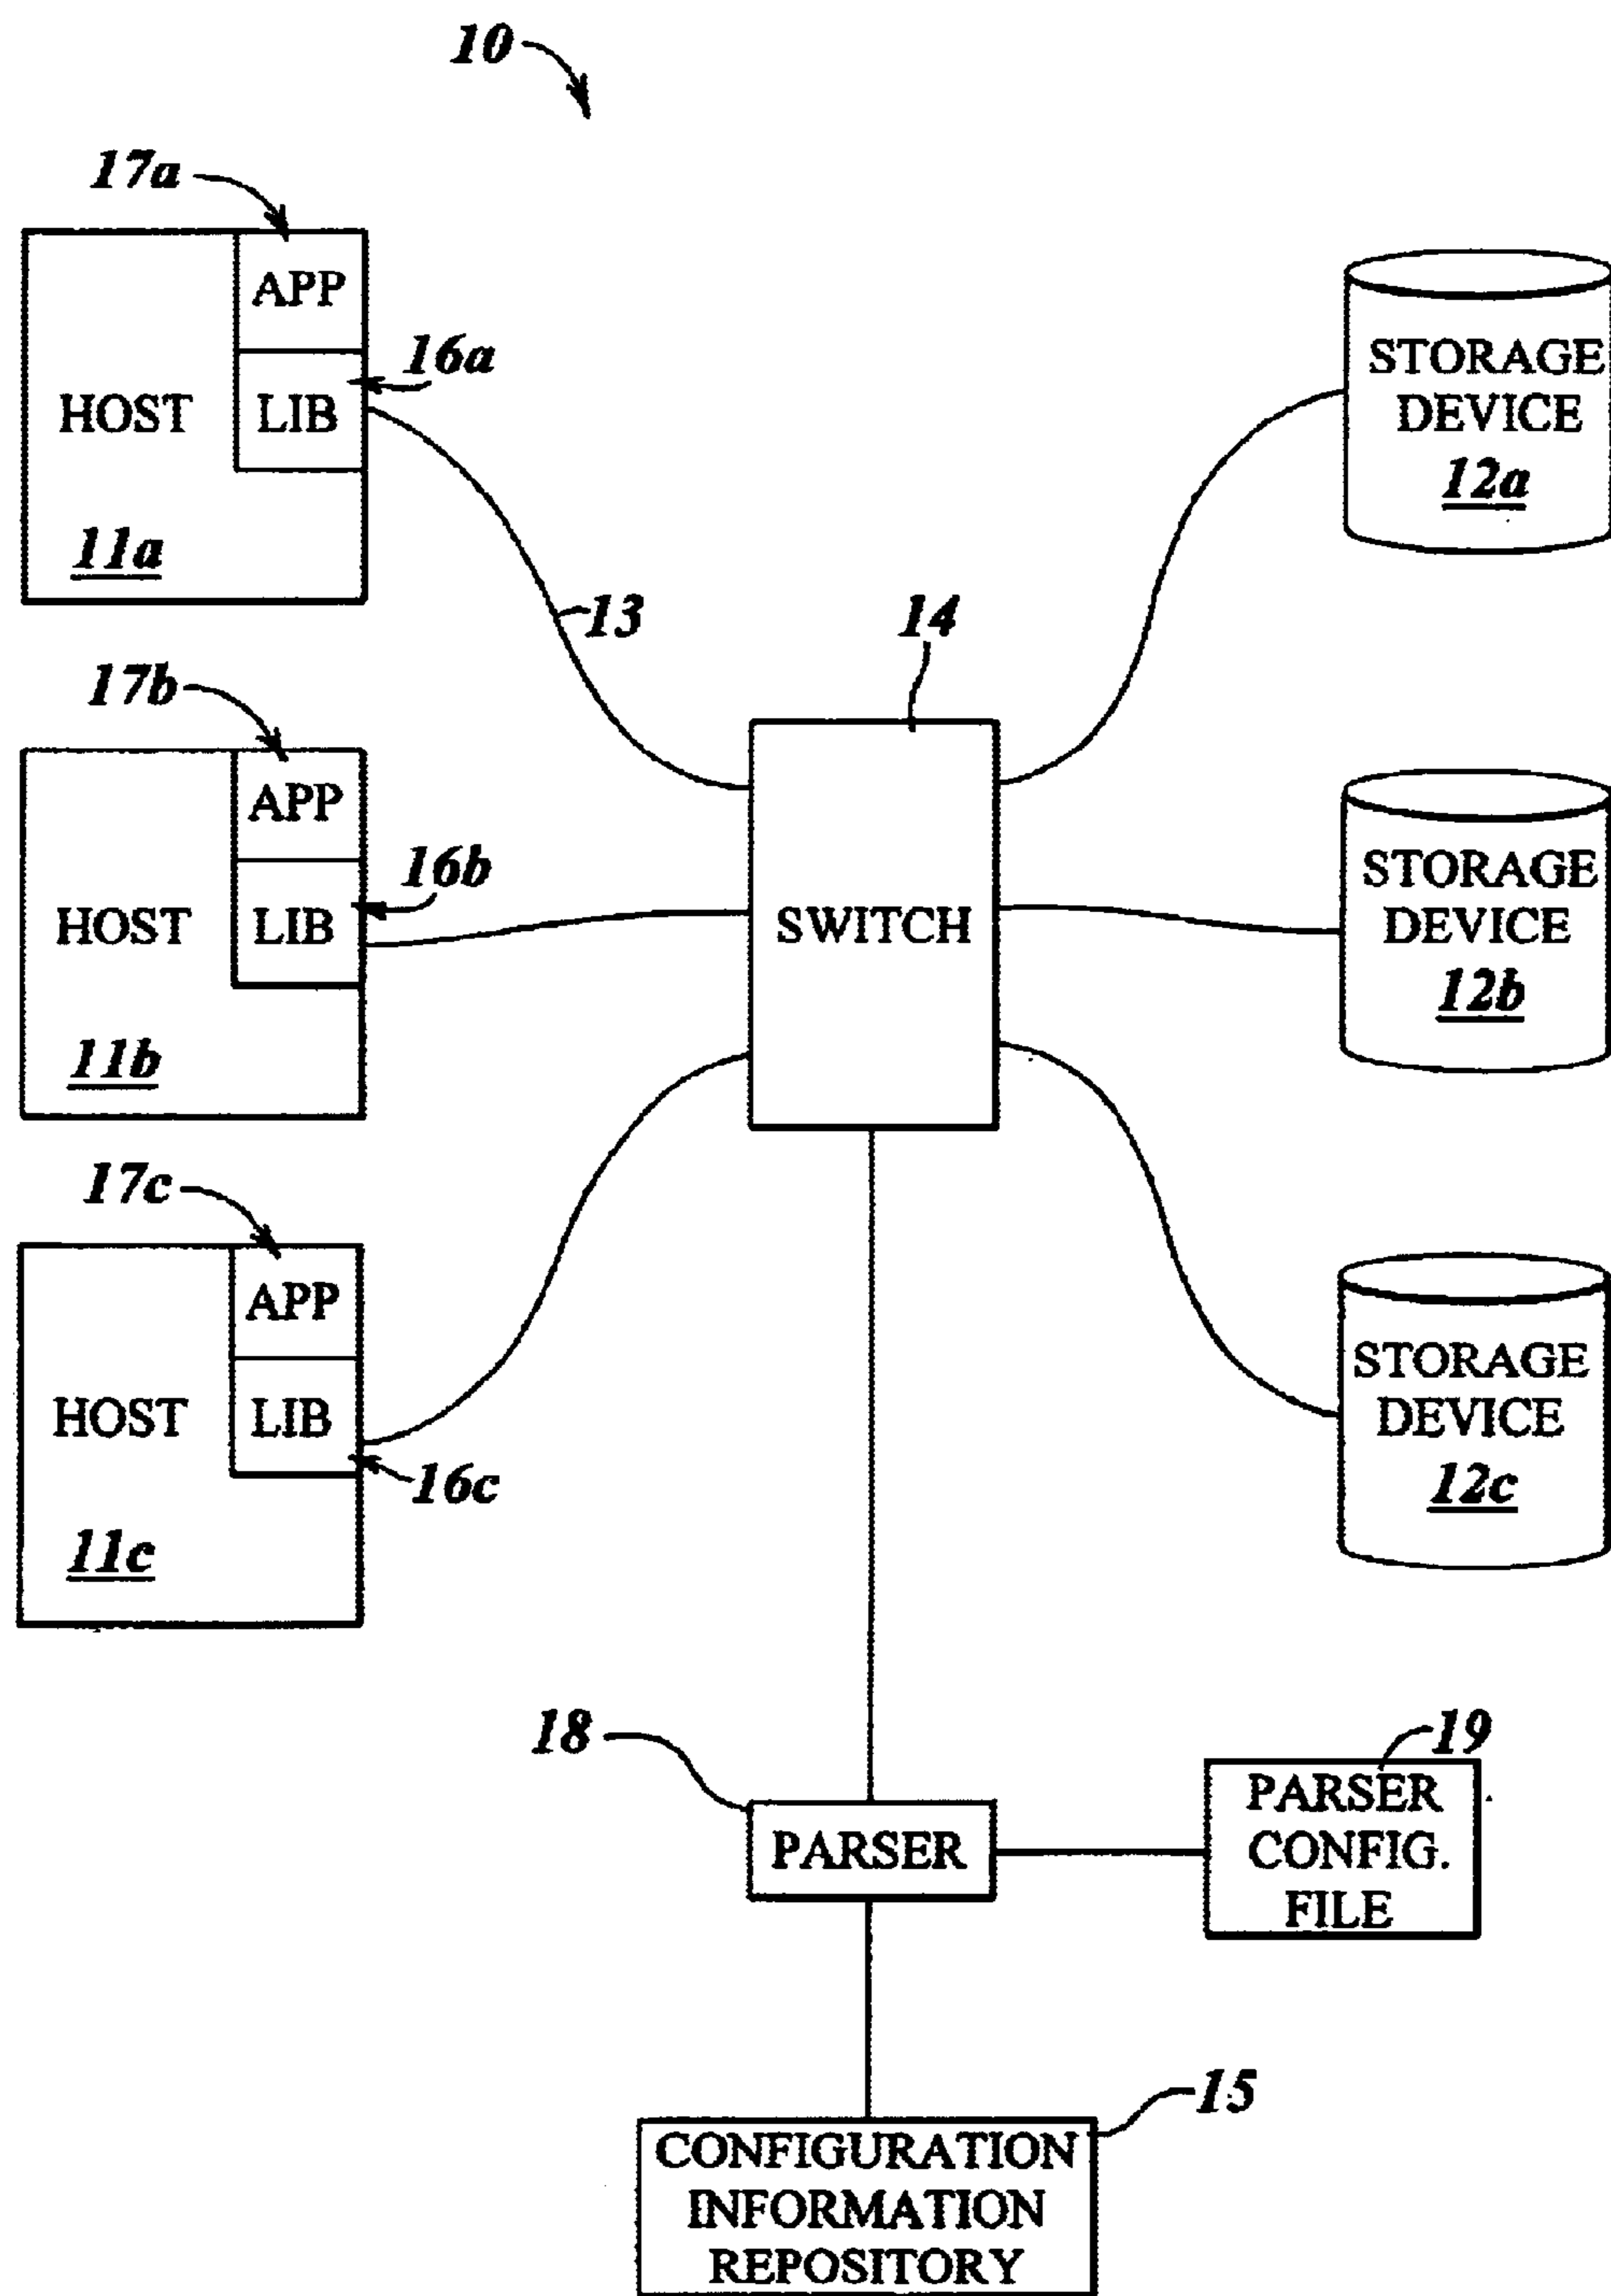 10
17a
APP
16a
HOST
LIB
11a
13
STORAGE
DEVICE
12a
14
17b
APP
16b
HOST
LIB
11b
SWITCH
STORAGE
DEVICE
12b
17c
APP
HOST
LIB
16c
11c
STORAGE
DEVICE
12c
18
PARSER
19
PARSER
CONFIG.
FILE
15
CONFIGURATION
INFORMATION
REPOSITORY